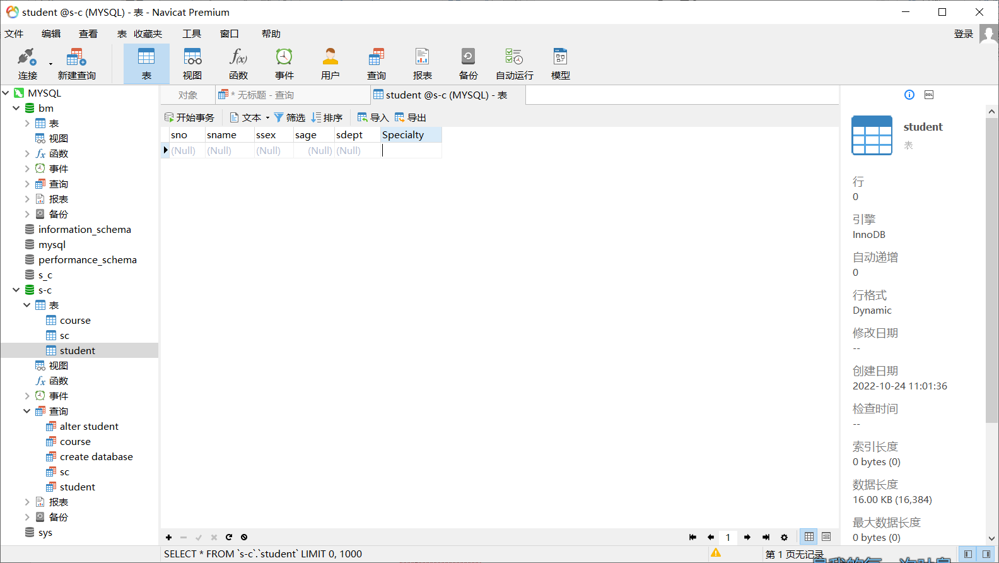 student @s-c (MYSQL) - 表 - Navicat Premium
文件 编辑 查看 表 收藏夹 工具 窗口 帮助 登录
连接 新建查询 表 视图 函数 事件 用户 查询 报表 备份 自动运行 模型
MYSQL
bm
表
视图
函数
事件
查询
报表
备份
information_schema
mysql
performance_schema
s_c
s-c
表
course
sc
student
视图
函数
事件
查询
alter student
course
create database
sc
student
报表
备份
sys
对象 * 无标题 - 查询 student @s-c (MYSQL) - 表
开始事务 文本 筛选 排序 导入 导出
sno sname ssex sage sdept Specialty
(Null) (Null) (Null) (Null) (Null)
1
SELECT * FROM `s-c`.`student` LIMIT 0, 1000
第 1 页无记录
DDL
student
表
行
0
引擎
InnoDB
自动递增
0
行格式
Dynamic
修改日期
--
创建日期
2022-10-24 11:01:36
检查时间
--
索引长度
0 bytes (0)
数据长度
16.00 KB (16,384)
最大数据长度
0 bytes (0)